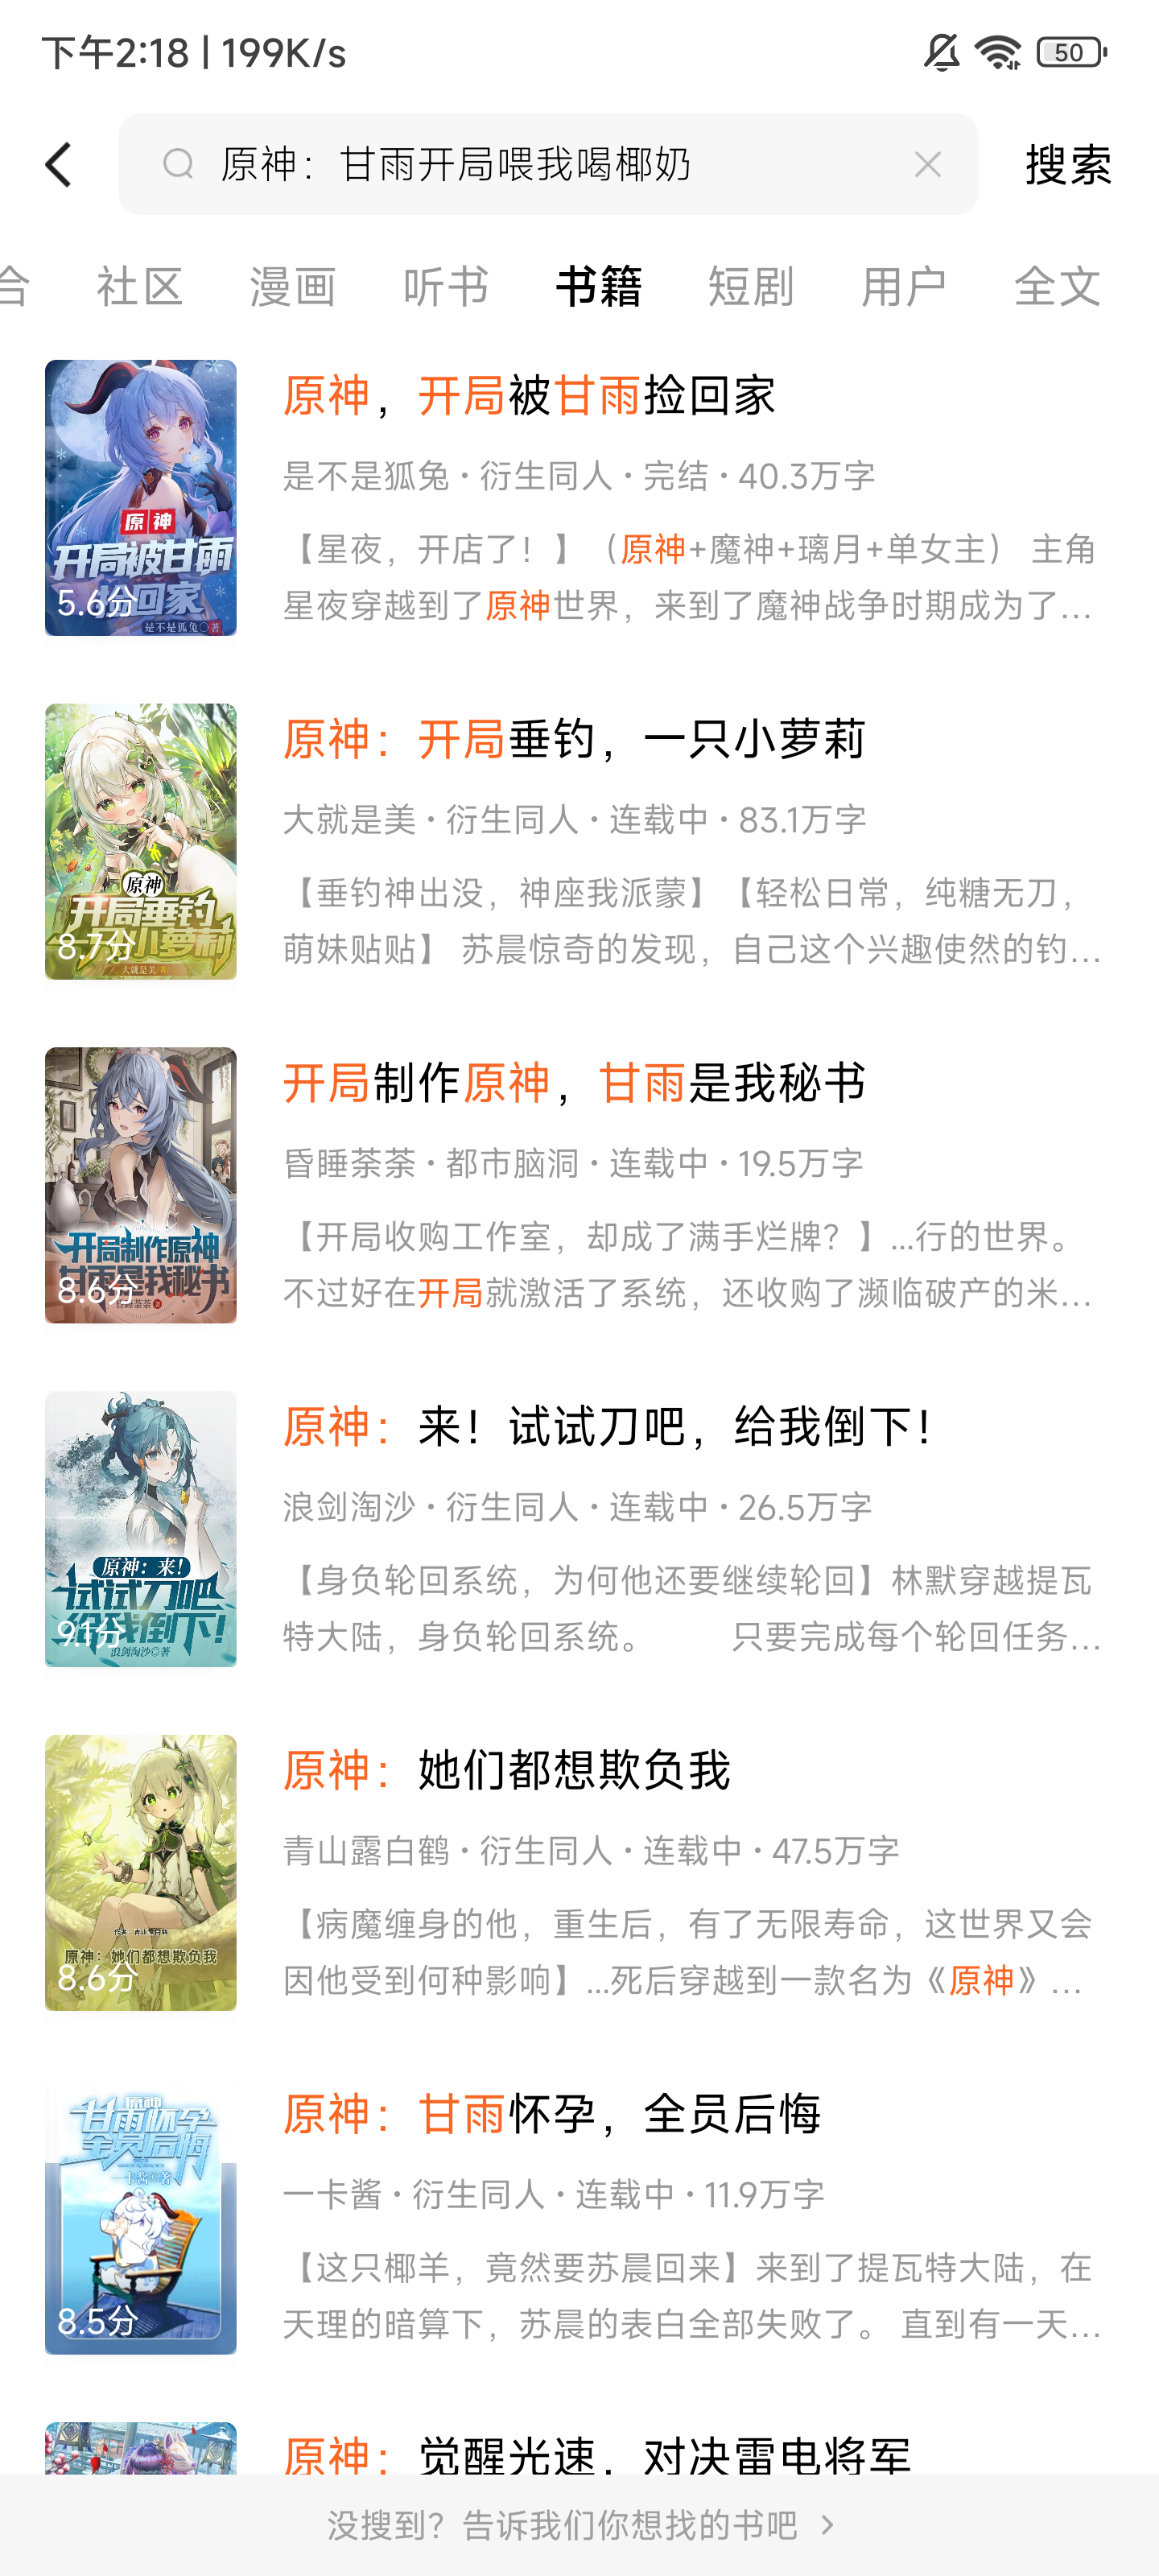 下午2:18 | 199K/s
50
原神：甘雨开局喂我喝椰奶
搜索
合 社区 漫画 听书 书籍 短剧 用户 全文
原神，开局被甘雨捡回家
是不是狐兔·衍生同人·完结·40.3万字
【星夜，开店了！】（原神+魔神+璃月+单女主） 主角
星夜穿越到了原神世界，来到了魔神战争时期成为了...
原神
开局被甘雨
捡回家
5.6分
是不是狐兔◎著
原神：开局垂钓，一只小萝莉
大就是美·衍生同人·连载中·83.1万字
【垂钓神出没，神座我派蒙】【轻松日常，纯糖无刀，
萌妹贴贴】 苏晨惊奇的发现，自己这个兴趣使然的钓...
原神
开局垂钓
小萝莉
8.7分
大就是美
开局制作原神，甘雨是我秘书
昏睡荼荼·都市脑洞·连载中·19.5万字
【开局收购工作室，却成了满手烂牌？】...行的世界。
不过好在开局就激活了系统，还收购了濒临破产的米...
开局制作原神
甘雨是我秘书
8.6分
原神：来！试试刀吧，给我倒下！
浪剑淘沙·衍生同人·连载中·26.5万字
【身负轮回系统，为何他还要继续轮回】林默穿越提瓦
特大陆，身负轮回系统。 只要完成每个轮回任务...
原神：来！
试试刀吧
给我倒下！
9.1分
浪剑淘沙◎著
原神：她们都想欺负我
青山露白鹤·衍生同人·连载中·47.5万字
【病魔缠身的他，重生后，有了无限寿命，这世界又会
因他受到何种影响】...死后穿越到一款名为《原神》...
原神：她们都想欺负我
8.6分
原神：甘雨怀孕，全员后悔
一卡酱·衍生同人·连载中·11.9万字
【这只椰羊，竟然要苏晨回来】来到了提瓦特大陆，在
天理的暗算下，苏晨的表白全部失败了。 直到有一天...
原神
甘雨怀孕
全员后悔
一卡酱◎著
8.5分
原神：觉醒光速，对决雷电将军
没搜到？告诉我们你想找的书吧 >